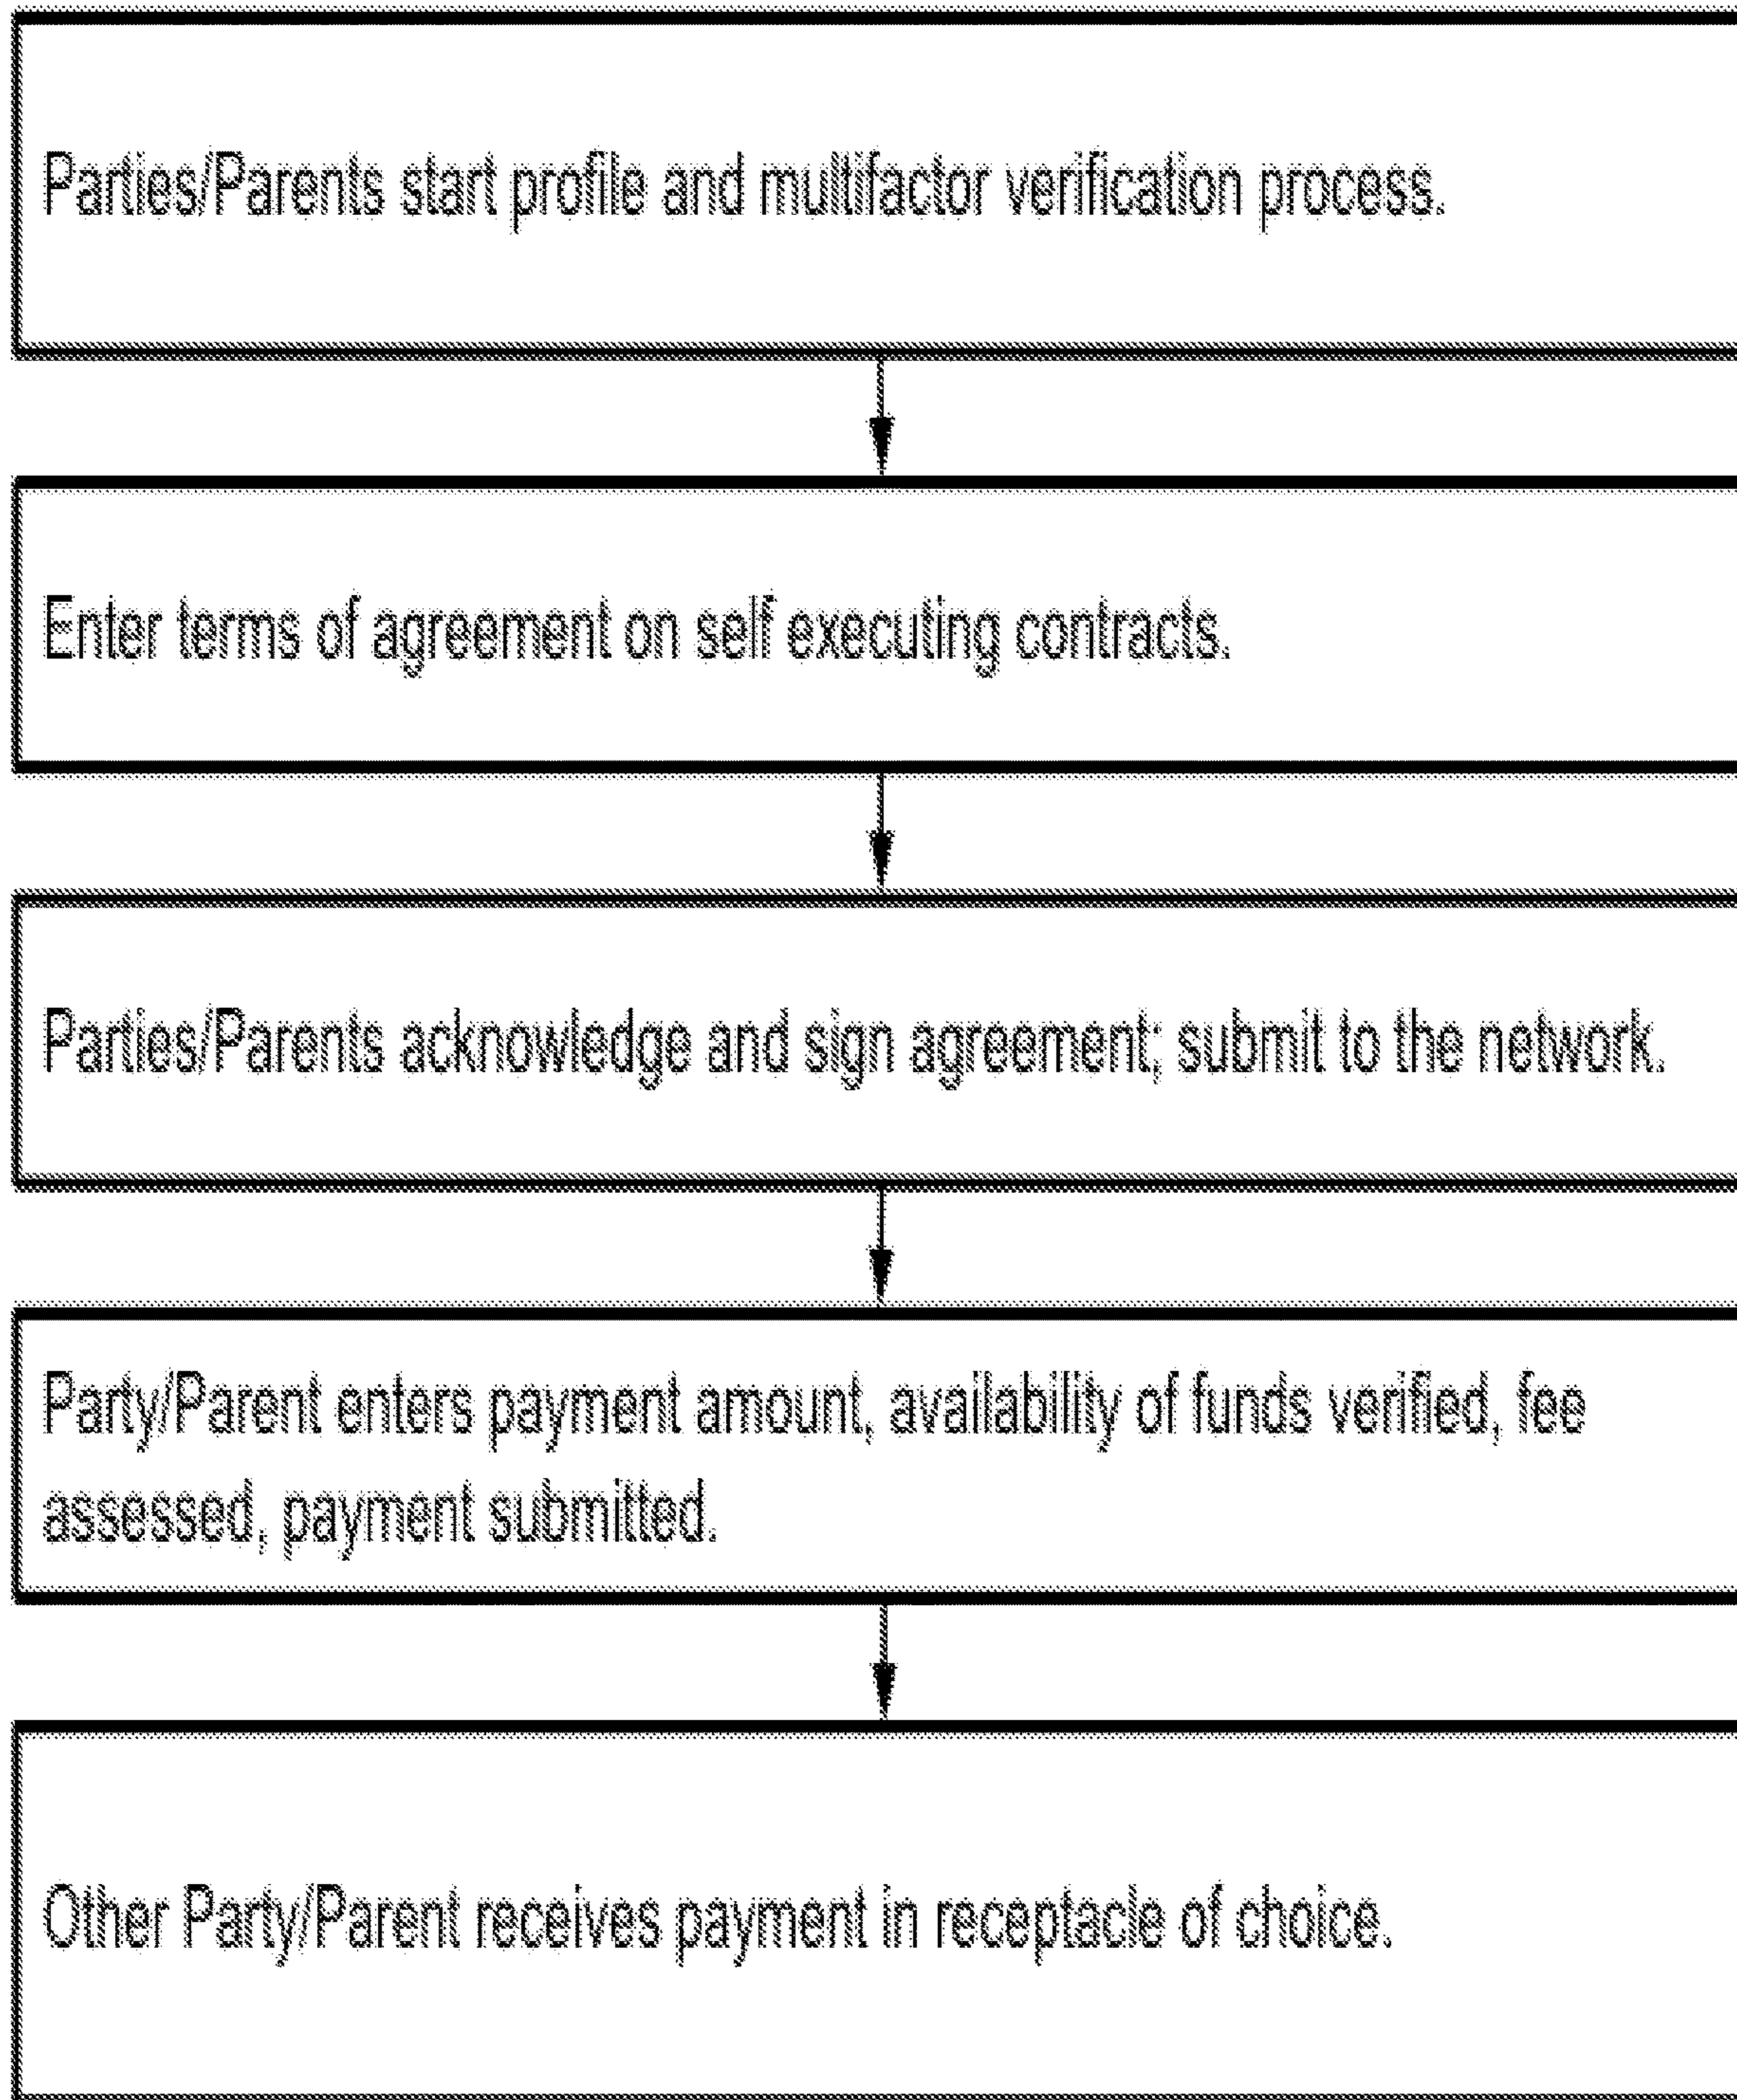 Parties/Parents start profile and multifactor verification process.
Enter terms of agreement on self executing contracts.
Parties/Parents acknowledge and sign agreement; submit to the network.
Party/Parent enters payment amount, availability of funds verified, fee
assessed, payment submitted.
Other Party/Parent receives payment in receptacle of choice.